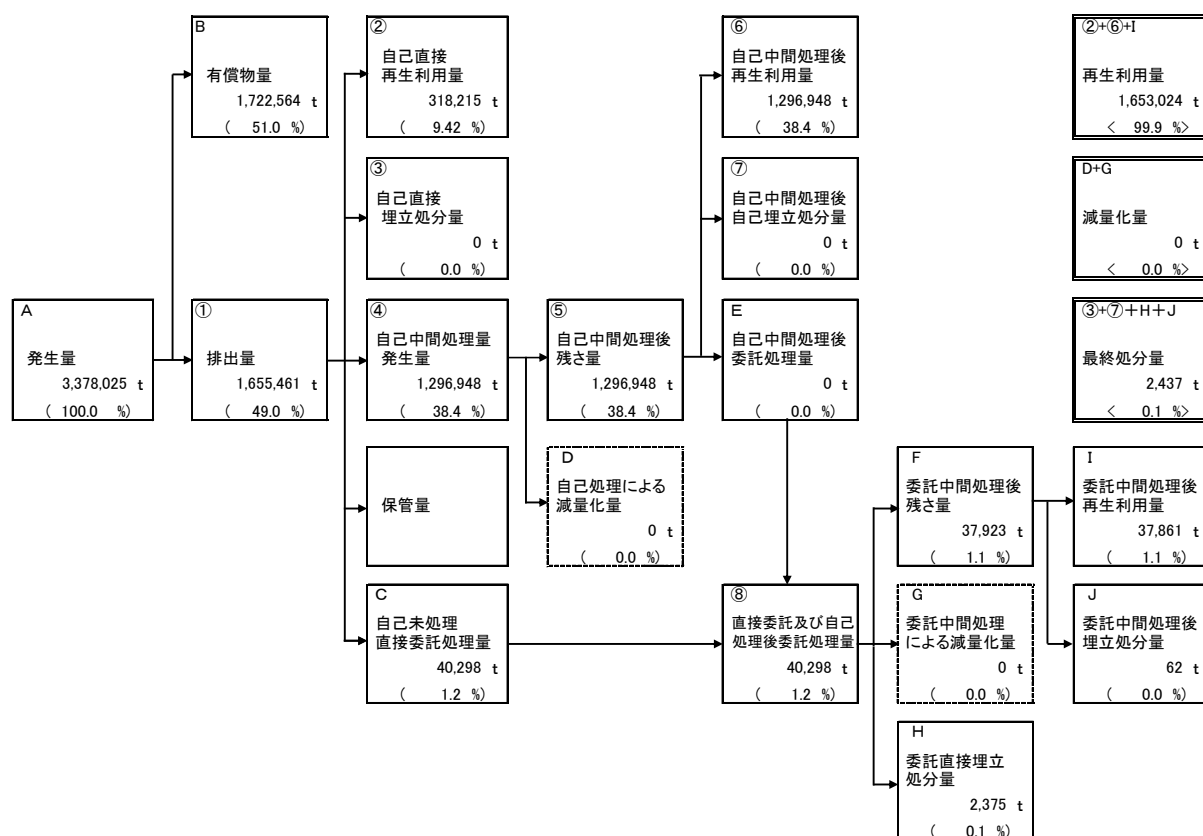 B
有償物量
1,722,564 t
( 51.0 %)
②
自己直接
再生利用量
318,215 t
( 9.42 %)
⑥
自己中間処理後
再生利用量
1,296,948 t
( 38.4 %)
②+⑥+I
再生利用量
1,653,024 t
< 99.9 %>
③
自己直接
埋立処分量
0 t
( 0.0 %)
⑦
自己中間処理後
自己埋立処分量
0 t
( 0.0 %)
D+G
減量化量
0 t
< 0.0 %>
A
発生量
3,378,025 t
( 100.0 %)
①
排出量
1,655,461 t
( 49.0 %)
④
自己中間処理量
発生量
1,296,948 t
( 38.4 %)
⑤
自己中間処理後
残さ量
1,296,948 t
( 38.4 %)
E
自己中間処理後
委託処理量
0 t
( 0.0 %)
③+⑦+H+J
最終処分量
2,437 t
< 0.1 %>
保管量
D
自己処理による
減量化量
0 t
( 0.0 %)
F
委託中間処理後
残さ量
37,923 t
( 1.1 %)
I
委託中間処理後
再生利用量
37,861 t
( 1.1 %)
C
自己未処理
直接委託処理量
40,298 t
( 1.2 %)
⑧
直接委託及び自己
処理後委託処理量
40,298 t
( 1.2 %)
G
委託中間処理
による減量化量
0 t
( 0.0 %)
J
委託中間処理後
埋立処分量
62 t
( 0.0 %)
H
委託直接埋立
処分量
2,375 t
( 0.1 %)